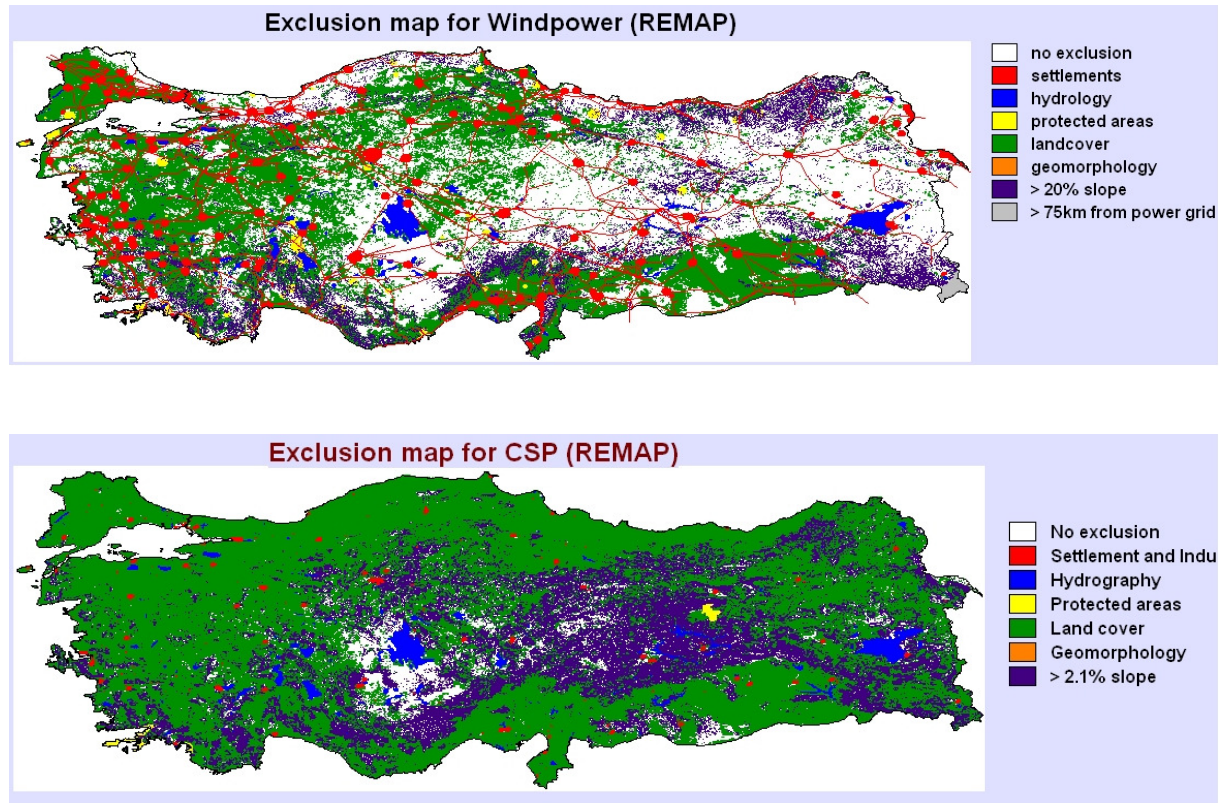 Exclusion map for Windpower (REMAP)
no exclusion
settlements
hydrology
protected areas
landcover
geomorphology
> 20% slope
> 75km from power grid
Exclusion map for CSP (REMAP)
No exclusion
Settlement and Indu
Hydrography
Protected areas
Land cover
Geomorphology
> 2.1% slope